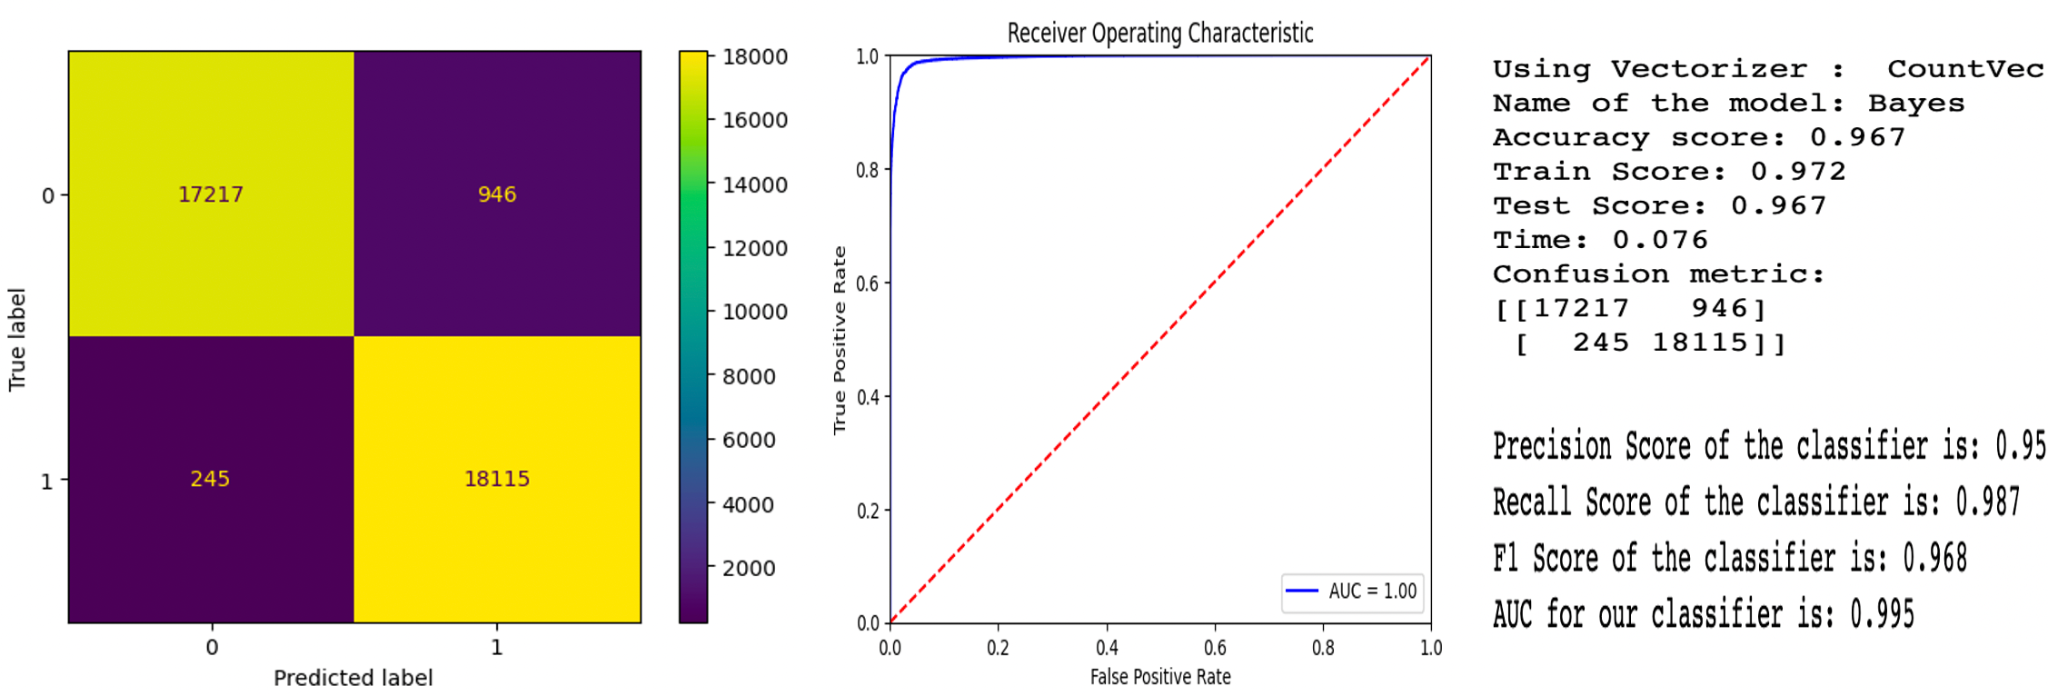 18000
16000
14000
12000
10000
8000
6000
4000
2000
0
1
17217
946
245
18115
0
1
True label
Predicted label
Receiver Operating Characteristic
1.0
0.8
0.6
0.4
0.2
0.0
0.0
0.2
0.4
0.6
0.8
1.0
True Positive Rate
False Positive Rate
AUC = 1.00
Using Vectorizer :  CountVec
Name of the model: Bayes
Accuracy score: 0.967
Train Score: 0.972
Test Score: 0.967
Time: 0.076
Confusion metric:
[[17217   946]
 [   245 18115]]
Precision Score of the classifier is: 0.95
Recall Score of the classifier is: 0.987
F1 Score of the classifier is: 0.968
AUC for our classifier is: 0.995